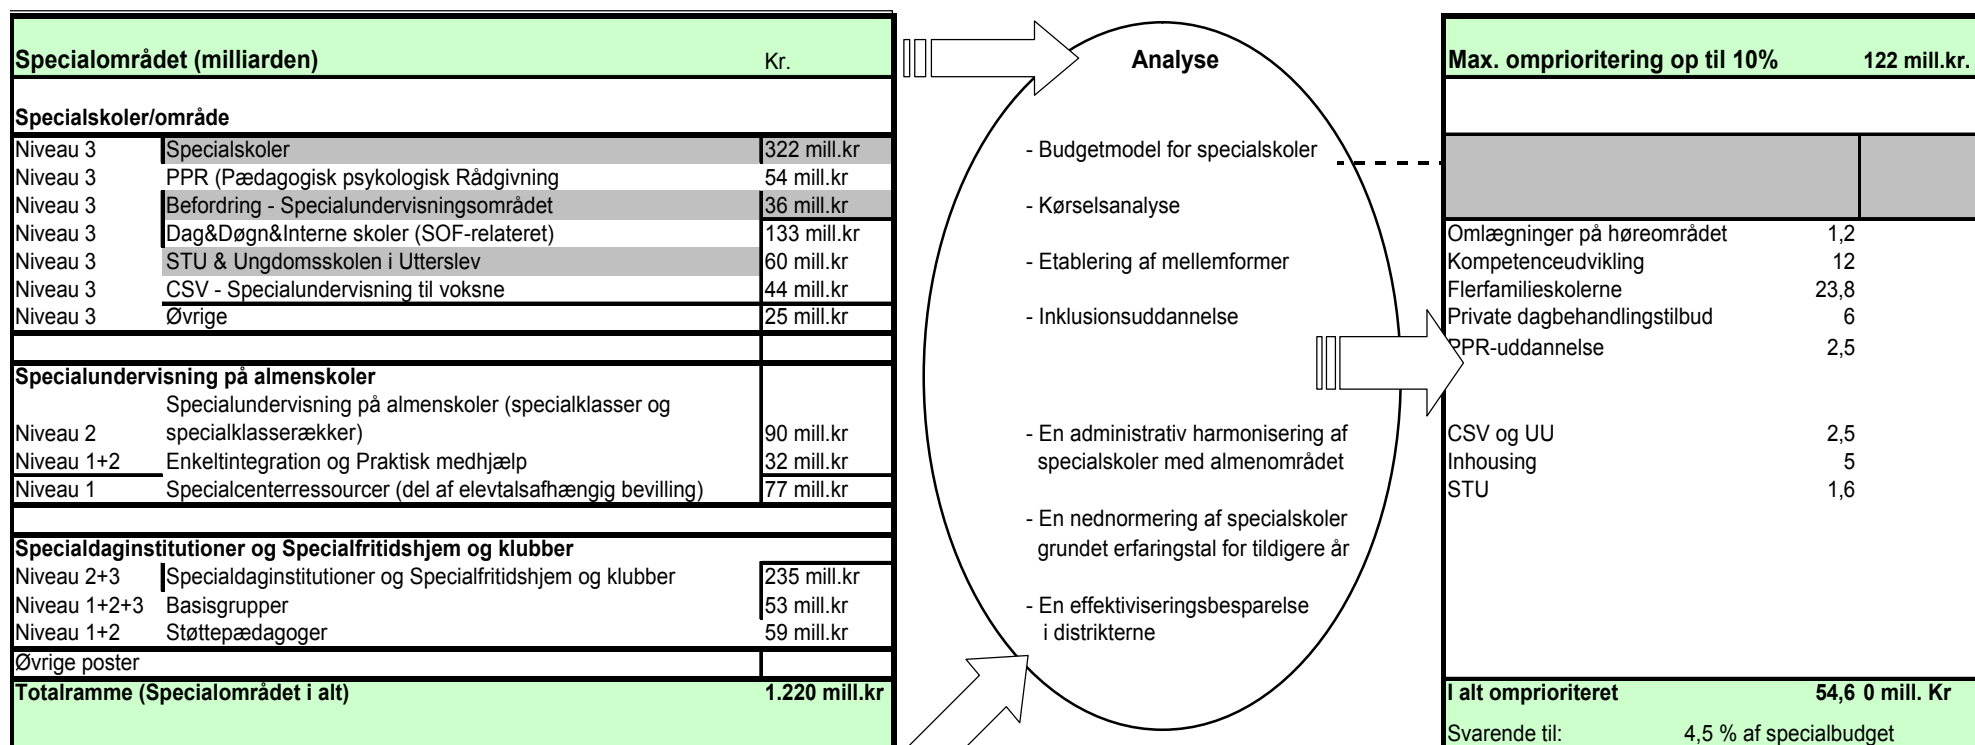 Specialområdet (milliarden) Kr.
Specialskoler/område
Niveau 3 Specialskoler 322 mill.kr
Niveau 3 PPR (Pædagogisk psykologisk Rådgivning 54 mill.kr
Niveau 3 Befordring - Specialundervisningsområdet 36 mill.kr
Niveau 3 Dag&Døgn&Interne skoler (SOF-relateret) 133 mill.kr
Niveau 3 STU & Ungdomsskolen i Utterslev 60 mill.kr
Niveau 3 CSV - Specialundervisning til voksne 44 mill.kr
Niveau 3 Øvrige 25 mill.kr
Specialundervisning på almenskoler
Specialundervisning på almenskoler (specialklasser og
Niveau 2 specialklasserækker) 90 mill.kr
Niveau 1+2 Enkeltintegration og Praktisk medhjælp 32 mill.kr
Niveau 1 Specialcenterressourcer (del af elevtalsafhængig bevilling) 77 mill.kr
Specialdaginstitutioner og Specialfritidshjem og klubber
Niveau 2+3 Specialdaginstitutioner og Specialfritidshjem og klubber 235 mill.kr
Niveau 1+2+3 Basisgrupper 53 mill.kr
Niveau 1+2 Støttepædagoger 59 mill.kr
Øvrige poster
Totalramme (Specialområdet i alt) 1.220 mill.kr
Analyse
- Budgetmodel for specialskoler
- Kørselsanalyse
- Etablering af mellemformer
- Inklusionsuddannelse
- En administrativ harmonisering af
specialskoler med almenområdet
- En nednormering af specialskoler
grundet erfaringstal for tildigere år
- En effektiviseringsbesparelse
i distrikterne
Max. omprioritering op til 10% 122 mill.kr.
Omlægninger på høreområdet 1,2
Kompetenceudvikling 12
Flerfamilieskolerne 23,8
Private dagbehandlingstilbud 6
PPR-uddannelse 2,5
CSV og UU 2,5
Inhousing 5
STU 1,6
I alt omprioriteret 54,6 0 mill. Kr
Svarende til: 4,5 % af specialbudget